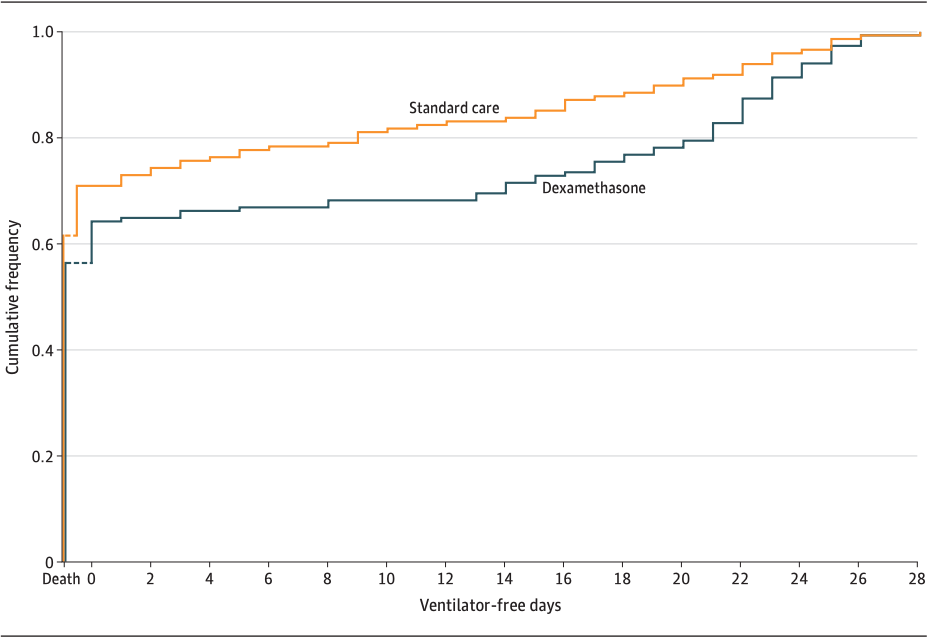 1.0
0.8
0.6
0.4
0.2
0
Cumulative frequency
Standard care
Dexamethasone
Death 0 2 4 6 8 10 12 14 16 18 20 22 24 26 28
Ventilator-free days